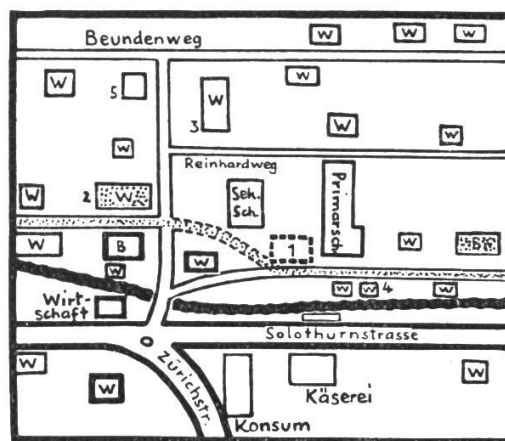 Beundenweg
W
W
W
W
W
5
W
3
W
W
W
Reinhardweg
Sek.
Sch.
Primarsch.
W
2
W
W
B
W
1
W
W
Wirt-
schaft
W
W
4
W
Solothurnstrasse
W
W
Zürichstr.
Konsum
Käserei
W